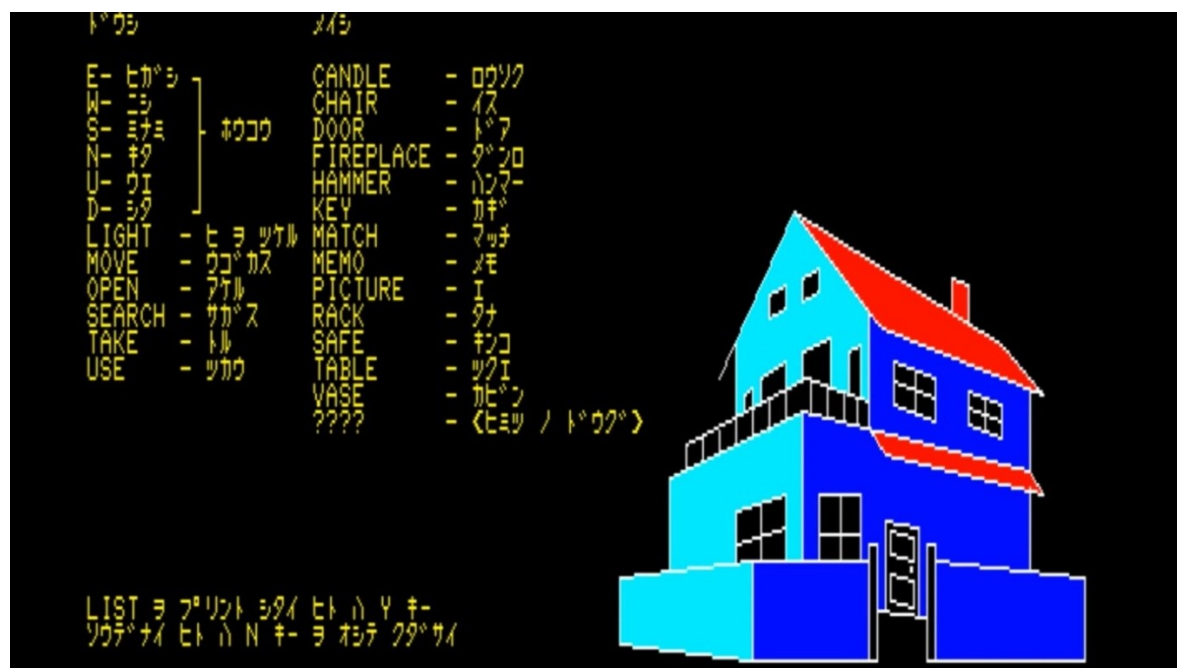 ドウシ メイシ
E- ヒガシ CANDLE - ロウソク
W- ニシ CHAIR - イス
S- ミナミ ホウコウ DOOR - ドア
N- キタ FIREPLACE - ダンロ
U- ウエ HAMMER - ハンマー
D- シタ KEY - カギ
LIGHT - ヒ ヲ ツケル MATCH - マッチ
MOVE - ウゴカス MEMO - メモ
OPEN - アケル PICTURE - エ
SEARCH - サガス RACK - タナ
TAKE - トル SAFE - キンコ
USE - ツカウ TABLE - ツクエ
VASE - カビン
???? - <ヒミツ ノ ドウグ>
LIST ヲ プリント シタイ ヒト ハ Y キー
ソウデナイ ヒト ハ N キー ヲ オシテ クダサイ